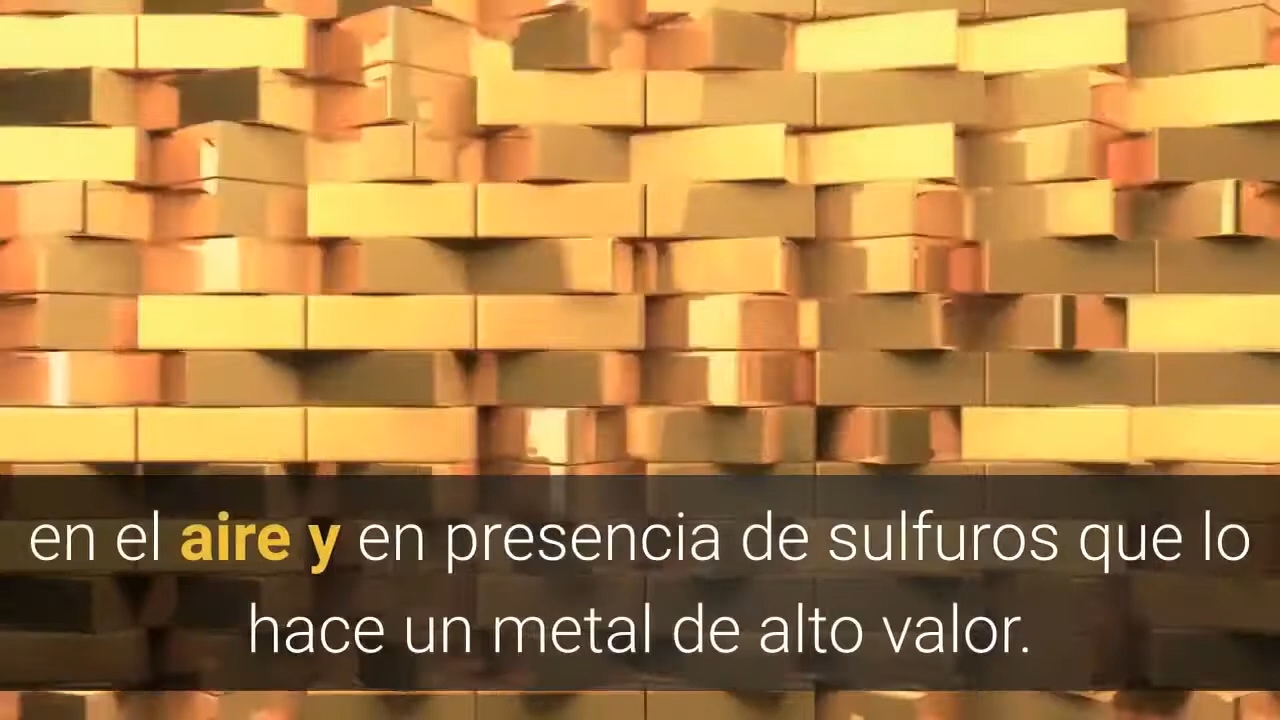 en el aire y en presencia de sulfuros que lo
hace un metal de alto valor.